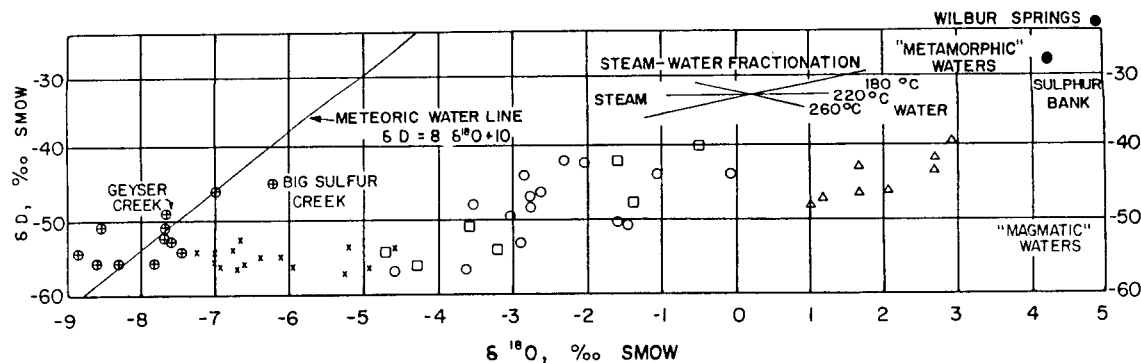 WILBUR SPRINGS
"METAMORPHIC"
WATERS
STEAM-WATER FRACTIONATION
180 °C
STEAM
220°C
260°C
WATER
SULPHUR
BANK
METEORIC WATER LINE
δ D = 8 δ¹⁸O+10
GEYSER
CREEK
BIG SULFUR
CREEK
"MAGMATIC"
WATERS
δ D, ‰ SMOW
-30
-40
-50
-60
-30
-40
-50
-60
-9 -8 -7 -6 -5 -4 -3 -2 -1 0 1 2 3 4 5
δ ¹⁸O, ‰ SMOW